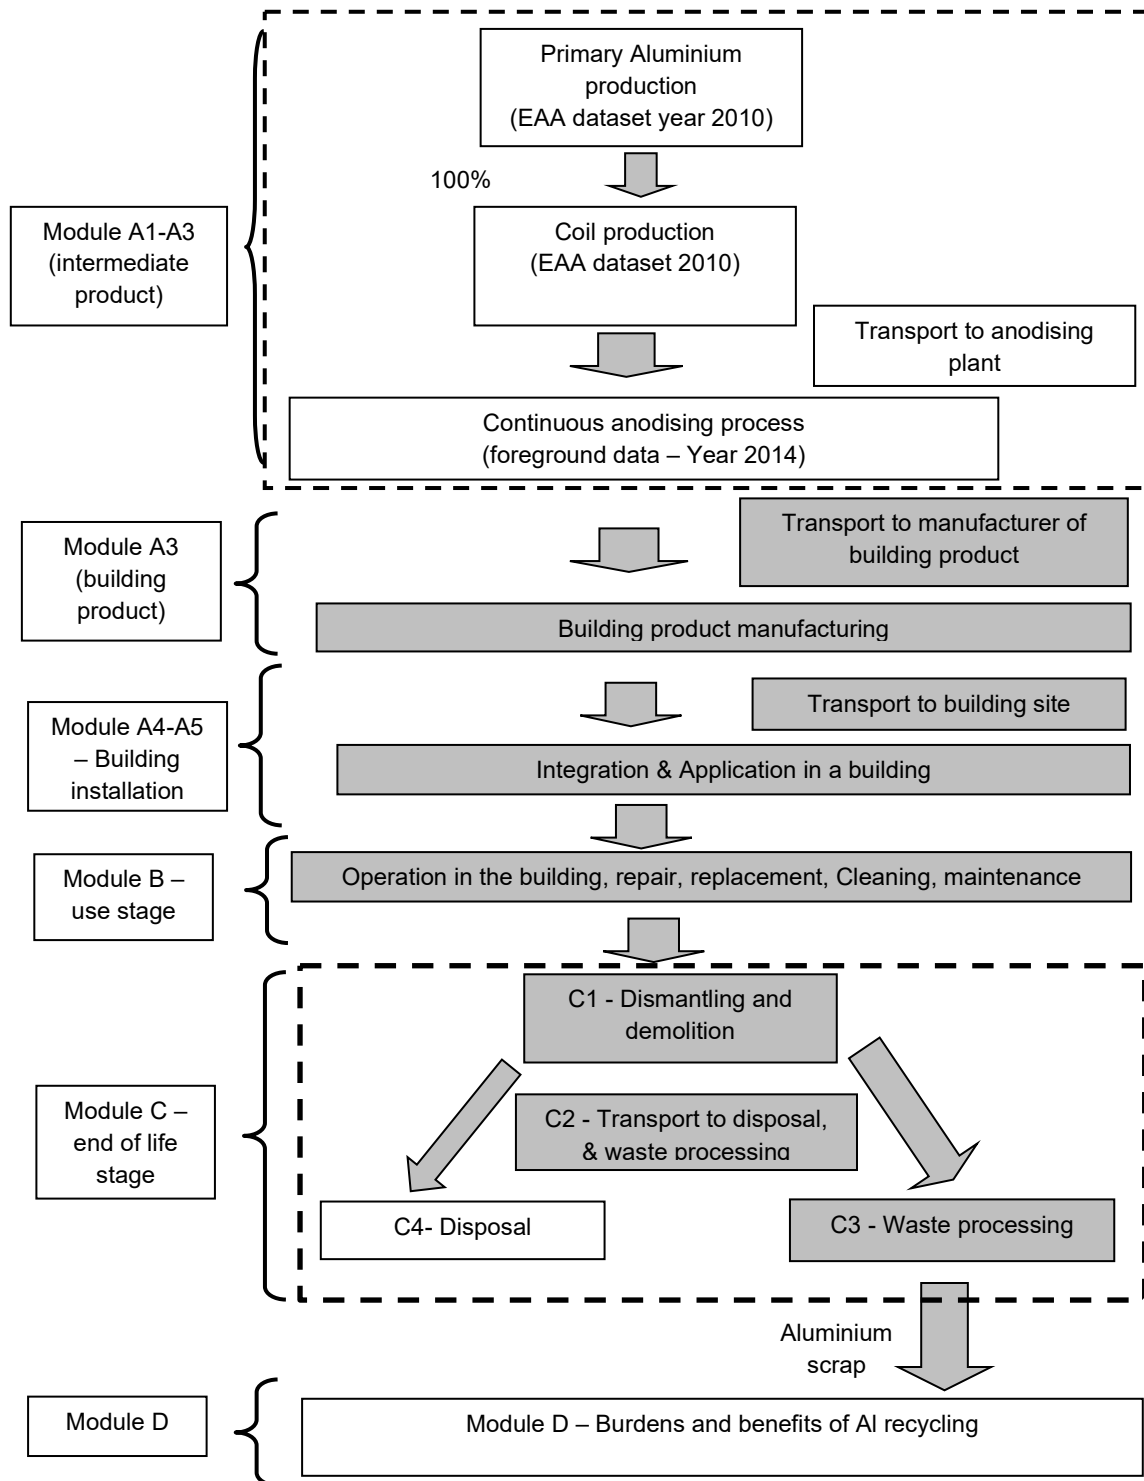 Primary Aluminium
production
(EAA dataset year 2010)
100%
Module A1-A3
(intermediate
product)
Coil production
(EAA dataset 2010)
Transport to anodising
plant
Continuous anodising process
(foreground data – Year 2014)
Module A3
(building
product)
Transport to manufacturer of
building product
Building product manufacturing
Module A4-A5
– Building
installation
Transport to building site
Integration & Application in a building
Module B –
use stage
Operation in the building, repair, replacement, Cleaning, maintenance
Module C –
end of life
stage
C1 - Dismantling and
demolition
C2 - Transport to disposal,
& waste processing
C4- Disposal
C3 - Waste processing
Aluminium
scrap
Module D
Module D – Burdens and benefits of Al recycling